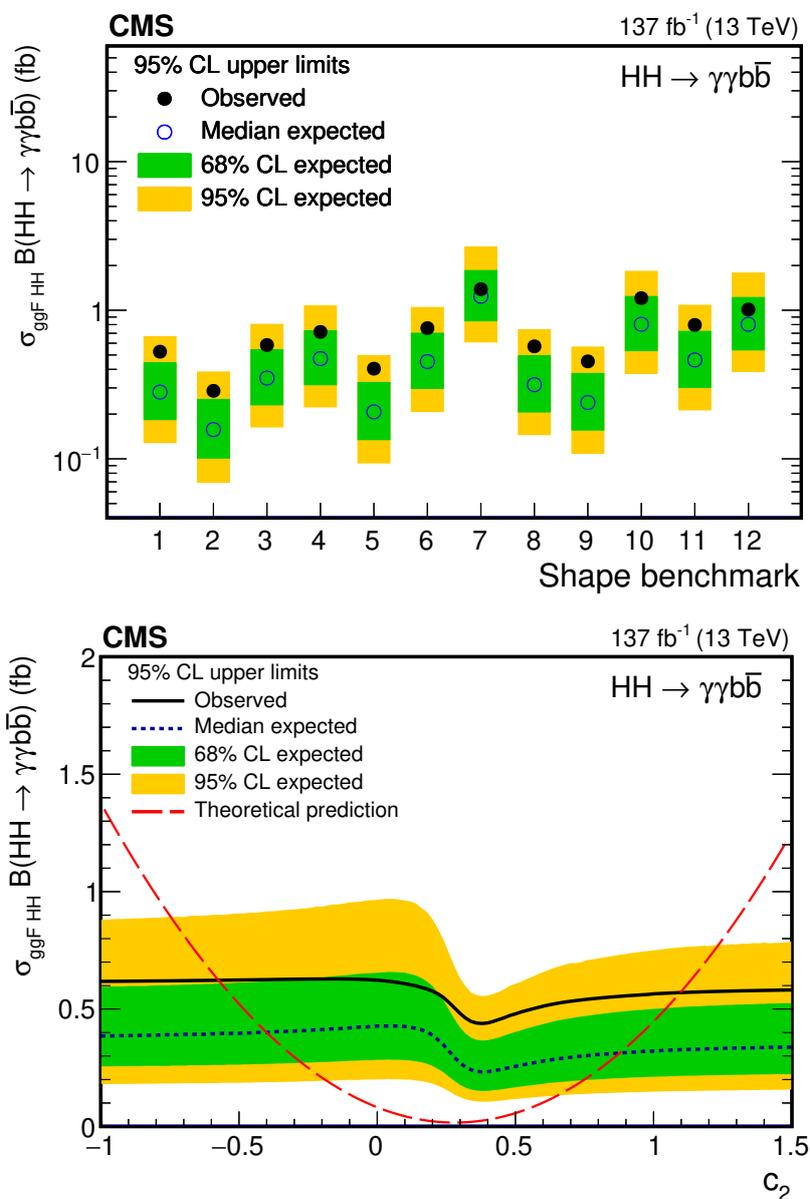 CMS 137 fb⁻¹ (13 TeV)
σ_ggF HH B(HH → γγbb̅) (fb)
95% CL upper limits
HH → γγbb̅
Observed
Median expected
68% CL expected
95% CL expected
10
1
10⁻¹
1 2 3 4 5 6 7 8 9 10 11 12
Shape benchmark
CMS 137 fb⁻¹ (13 TeV)
σ_ggF HH B(HH → γγbb̅) (fb)
95% CL upper limits
HH → γγbb̅
Observed
Median expected
68% CL expected
95% CL expected
Theoretical prediction
2
1.5
1
0.5
0
−1 −0.5 0 0.5 1 1.5
c₂